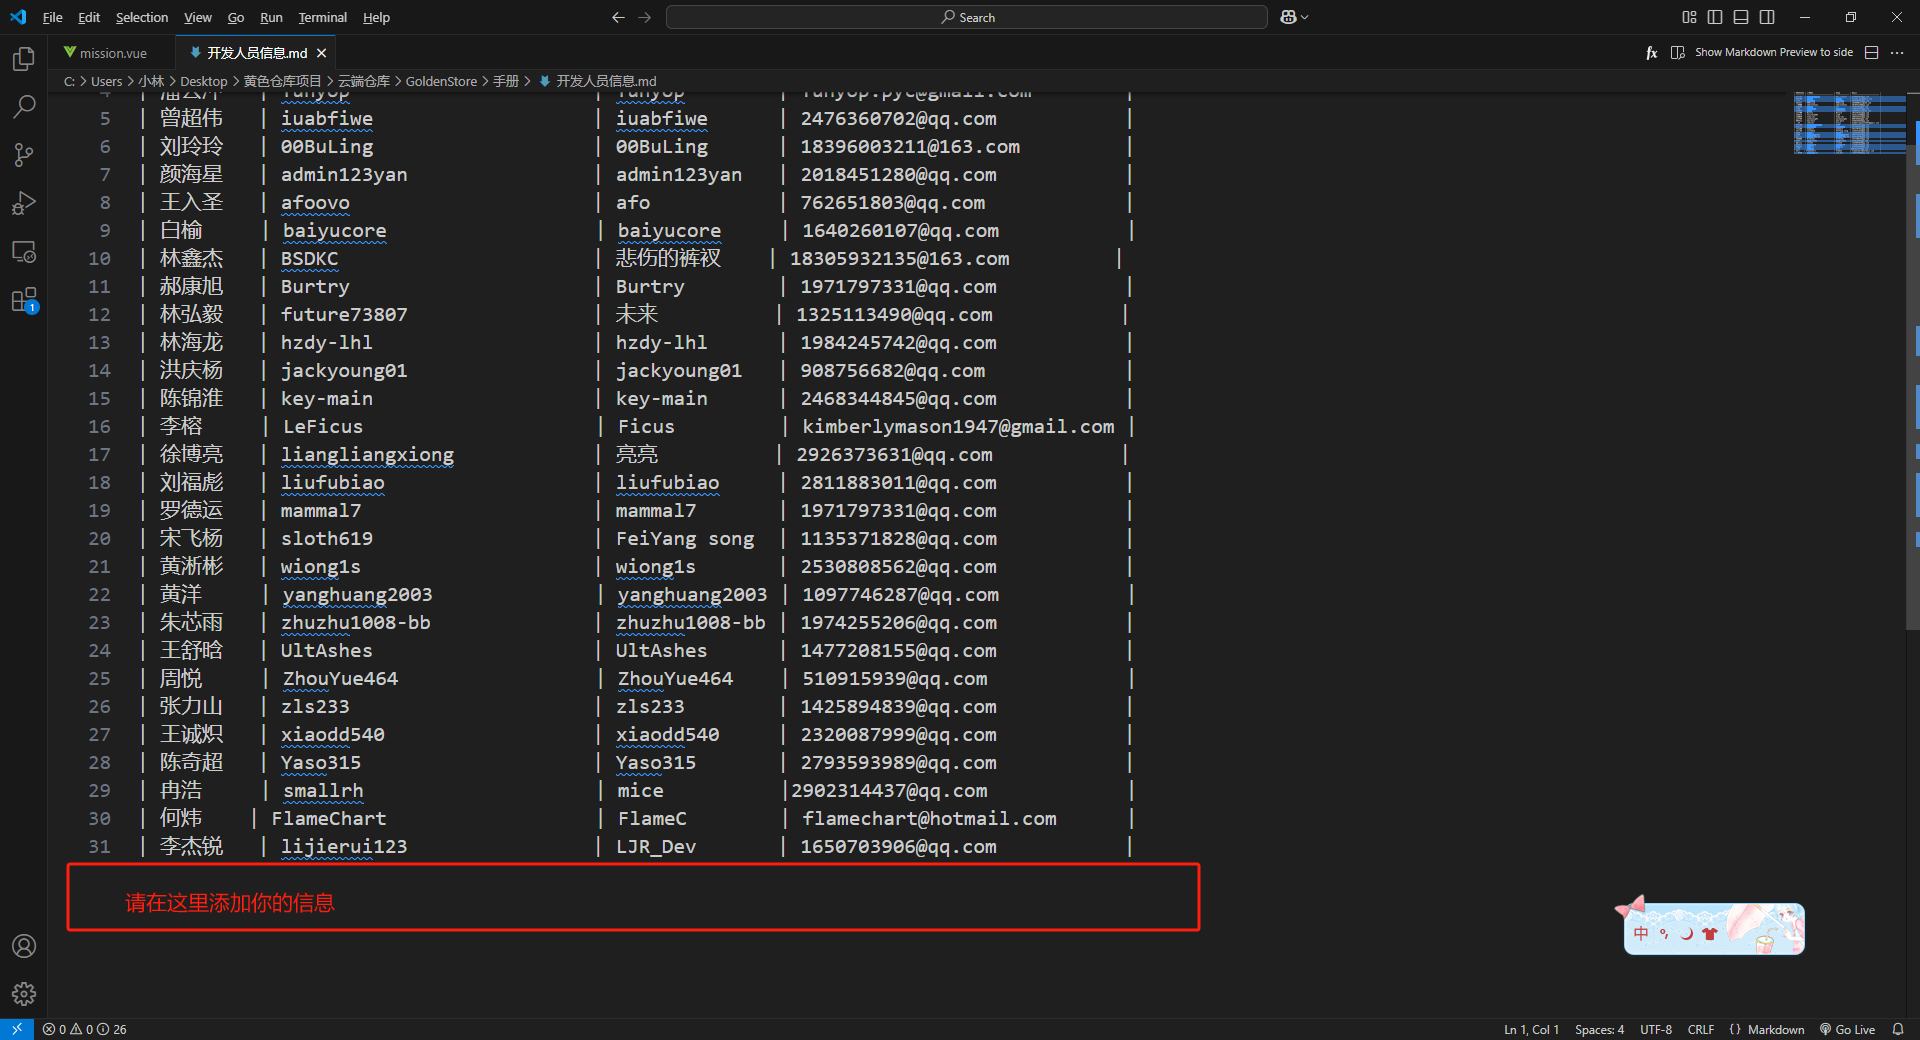 File Edit Selection View Go Run Terminal Help
Search
mission.vue
开发人员信息.md
Show Markdown Preview to side
C: > Users > 小林 > Desktop > 黄色仓库项目 > 云端仓库 > GoldenStore > 手册 > 开发人员信息.md
5 | 曾超伟 | iuabfiwe | iuabfiwe | 2476360702@qq.com |
6 | 刘玲玲 | 00BuLing | 00BuLing | 18396003211@163.com |
7 | 颜海星 | admin123yan | admin123yan | 2018451280@qq.com |
8 | 王入圣 | afoovo | afo | 762651803@qq.com |
9 | 白榆 | baiyucore | baiyucore | 1640260107@qq.com |
10 | 林鑫杰 | BSDKC | 悲伤的裤衩 | 18305932135@163.com |
11 | 郝康旭 | Burtry | Burtry | 1971797331@qq.com |
12 | 林弘毅 | future73807 | 未来 | 1325113490@qq.com |
13 | 林海龙 | hzdy-lhl | hzdy-lhl | 1984245742@qq.com |
14 | 洪庆杨 | jackyoung01 | jackyoung01 | 908756682@qq.com |
15 | 陈锦淮 | key-main | key-main | 2468344845@qq.com |
16 | 李榕 | LeFicus | Ficus | kimberlymason1947@gmail.com |
17 | 徐博亮 | liangliangxiong | 亮亮 | 2926373631@qq.com |
18 | 刘福彪 | liufubiao | liufubiao | 2811883011@qq.com |
19 | 罗德运 | mammal7 | mammal7 | 1971797331@qq.com |
20 | 宋飞杨 | sloth619 | FeiYang song | 1135371828@qq.com |
21 | 黄淅彬 | wiong1s | wiong1s | 2530808562@qq.com |
22 | 黄洋 | yanghuang2003 | yanghuang2003 | 1097746287@qq.com |
23 | 朱芯雨 | zhuzhu1008-bb | zhuzhu1008-bb | 1974255206@qq.com |
24 | 王舒晗 | UltAshes | UltAshes | 1477208155@qq.com |
25 | 周悦 | ZhouYue464 | ZhouYue464 | 510915939@qq.com |
26 | 张力山 | zls233 | zls233 | 1425894839@qq.com |
27 | 王诚炽 | xiaodd540 | xiaodd540 | 2320087999@qq.com |
28 | 陈奇超 | Yaso315 | Yaso315 | 2793593989@qq.com |
29 | 冉浩 | smallrh | mice |2902314437@qq.com |
30 | 何炜 | FlameChart | FlameC | flamechart@hotmail.com |
31 | 李杰锐 | lijierui123 | LJR_Dev | 1650703906@qq.com |
请在这里添加你的信息
中
1
0 0 26
Ln 1, Col 1 Spaces: 4 UTF-8 CRLF {} Markdown Go Live